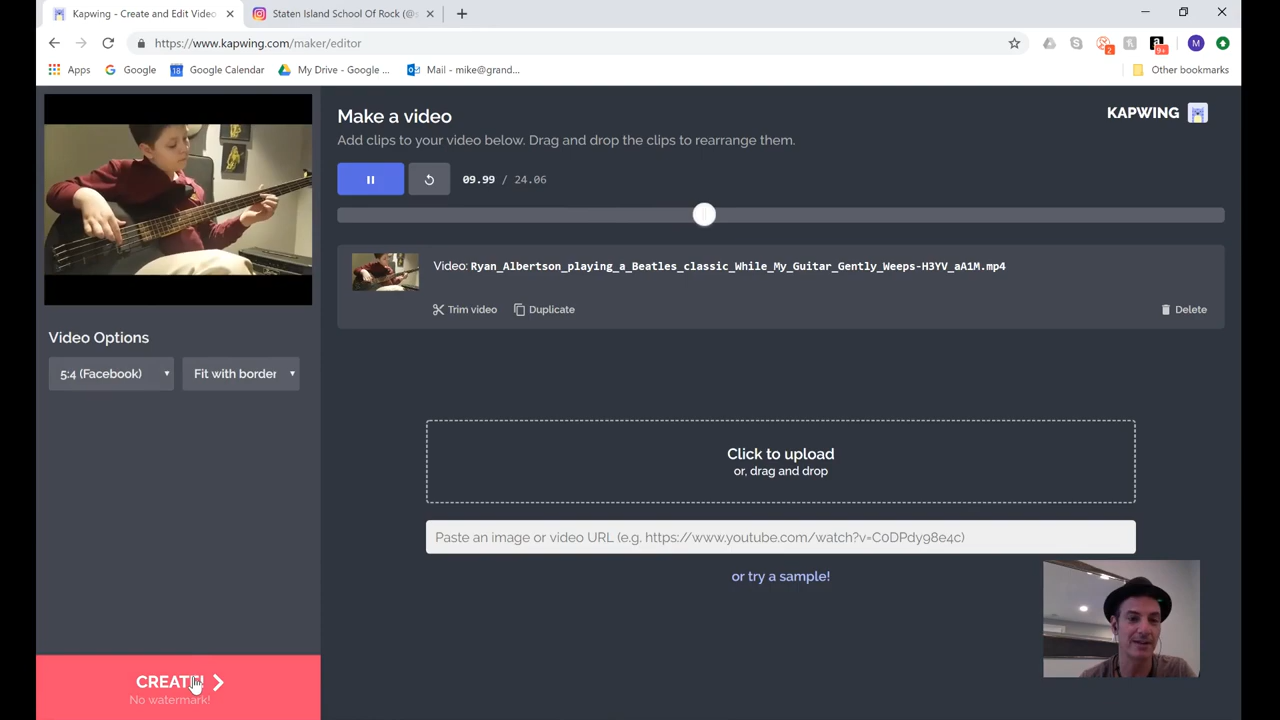 Kapwing - Create and Edit Video
Staten Island School Of Rock (@s
https://www.kapwing.com/maker/editor
2
9+
M
Apps
Google
18
Google Calendar
My Drive - Google ...
Mail - mike@grand...
Other bookmarks
Make a video
KAPWING
Add clips to your video below. Drag and drop the clips to rearrange them.
09.99 / 24.06
Video: Ryan_Albertson_playing_a_Beatles_classic_While_My_Guitar_Gently_Weeps-H3YV_aA1M.mp4
Trim video
Duplicate
Delete
Video Options
5:4 (Facebook)
Fit with border
Click to upload
or, drag and drop
Paste an image or video URL (e.g. https://www.youtube.com/watch?v=C0DPdy98e4c)
or try a sample!
CREATE!
No watermark!